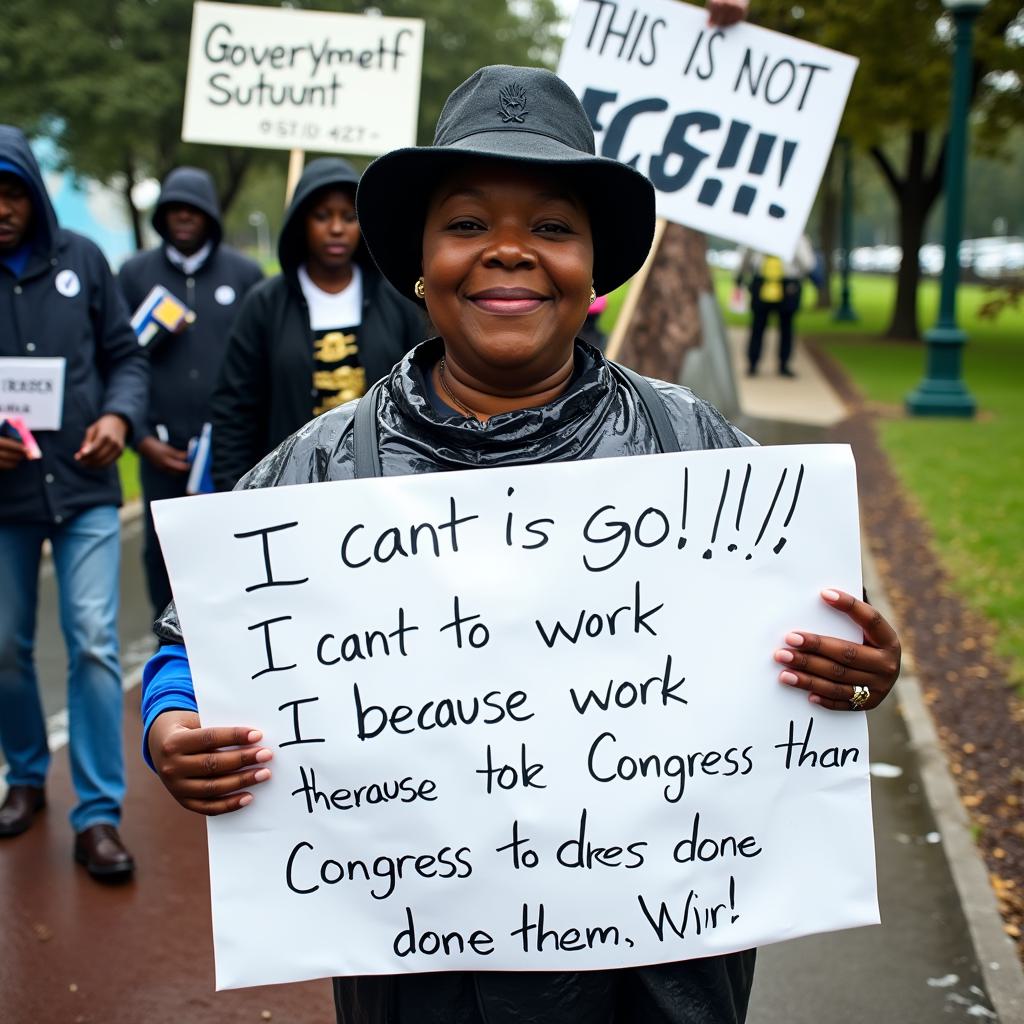 Goverymetf
Sutuunt
THIS IS NOT
I cant is go!!!!!
I cant to work
I because work
therause tok Congress than
Congress to dres done
done them, Wir!